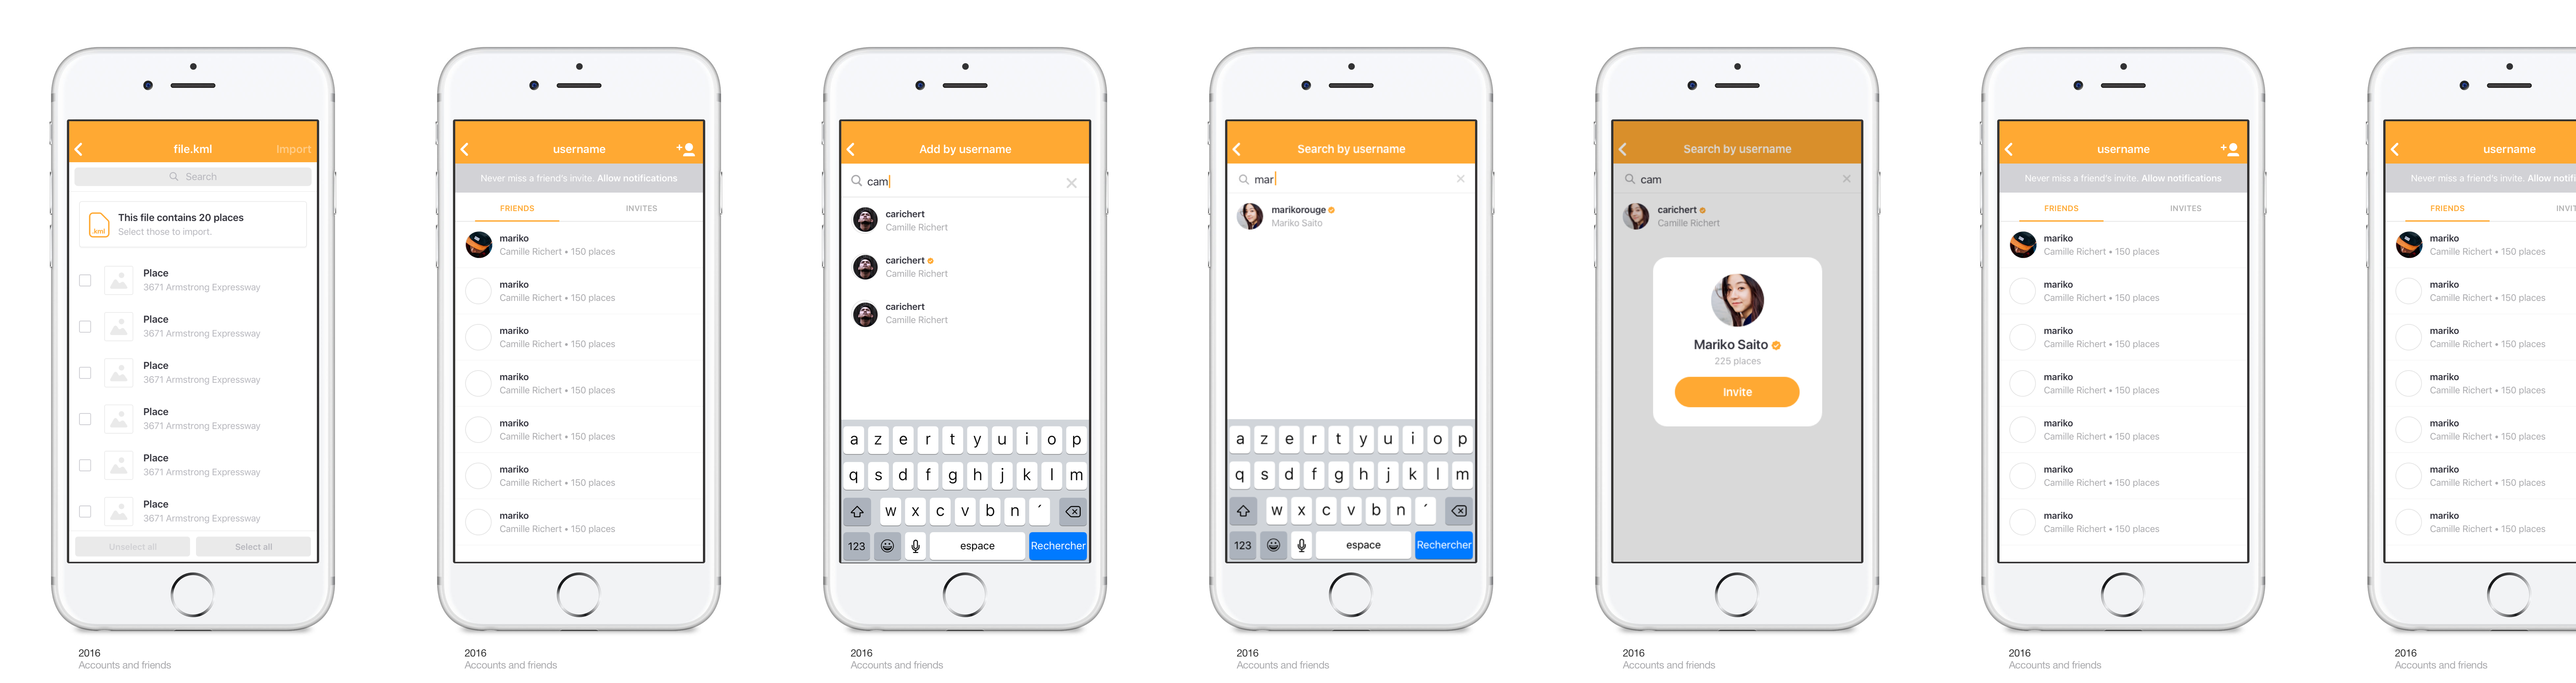 file.kml
Import
Search
kml
This file contains 20 places
Select those to import.
Place
3671 Armstrong Expressway
Place
3671 Armstrong Expressway
Place
3671 Armstrong Expressway
Place
3671 Armstrong Expressway
Place
3671 Armstrong Expressway
Place
3671 Armstrong Expressway
Unselect all
Select all
2016
Accounts and friends
username
Never miss a friend's invite. Allow notifications
FRIENDS
INVITES
mariko
Camille Richert • 150 places
mariko
Camille Richert • 150 places
mariko
Camille Richert • 150 places
mariko
Camille Richert • 150 places
mariko
Camille Richert • 150 places
mariko
Camille Richert • 150 places
mariko
Camille Richert • 150 places
2016
Accounts and friends
Add by username
cam
carichert
Camille Richert
carichert
Camille Richert
carichert
Camille Richert
a z e r t y u i o p
q s d f g h j k l m
w x c v b n ´
123 espace Rechercher
2016
Accounts and friends
Search by username
mar
marikorouge
Mariko Saito
a z e r t y u i o p
q s d f g h j k l m
w x c v b n ´
123 espace Rechercher
2016
Accounts and friends
Search by username
cam
carichert
Camille Richert
Mariko Saito
225 places
Invite
2016
Accounts and friends
username
Never miss a friend's invite. Allow notifications
FRIENDS
INVITES
mariko
Camille Richert • 150 places
mariko
Camille Richert • 150 places
mariko
Camille Richert • 150 places
mariko
Camille Richert • 150 places
mariko
Camille Richert • 150 places
mariko
Camille Richert • 150 places
mariko
Camille Richert • 150 places
2016
Accounts and friends
username
Never miss a friend's invite. Allow notifi
FRIENDS
INVIT
mariko
Camille Richert • 150 places
mariko
Camille Richert • 150 places
mariko
Camille Richert • 150 places
mariko
Camille Richert • 150 places
mariko
Camille Richert • 150 places
mariko
Camille Richert • 150 places
mariko
Camille Richert • 150 places
2016
Accounts and friends